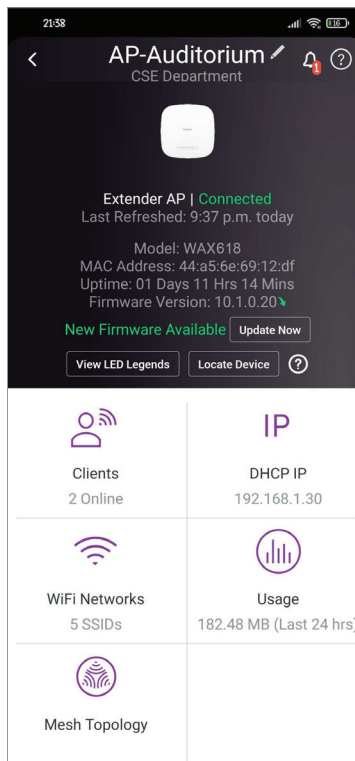 21:38
16
AP-Auditorium
CSE Department
1
?
Extender AP | Connected
Last Refreshed: 9:37 p.m. today
Model: WAX618
MAC Address: 44:a5:6e:69:12:df
Uptime: 01 Days 11 Hrs 14 Mins
Firmware Version: 10.1.0.20
New Firmware Available Update Now
View LED Legends Locate Device ?
IP
Clients DHCP IP
2 Online 192.168.1.30
WiFi Networks Usage
5 SSIDs 182.48 MB (Last 24 hrs)
Mesh Topology